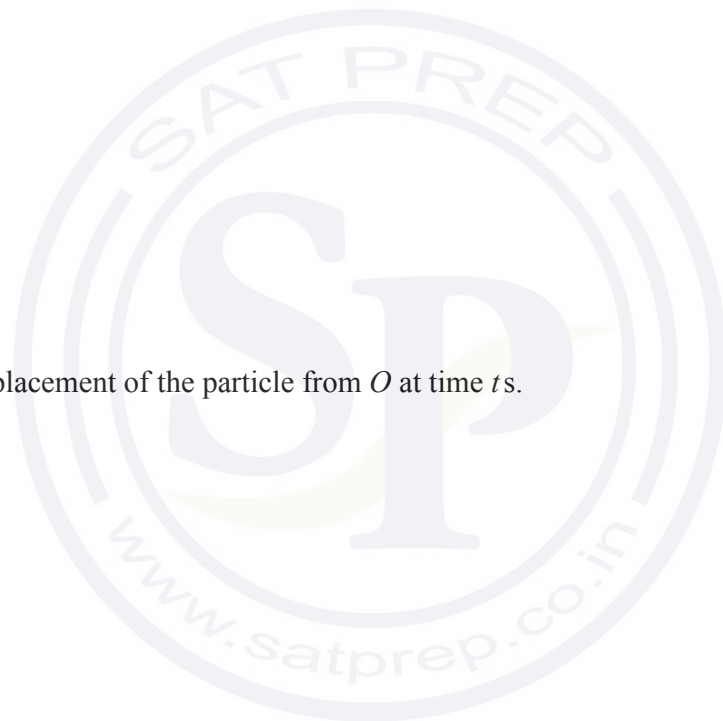 SAT PREP
SP
placement of the particle from O at time t s.
www.satprep.co.in